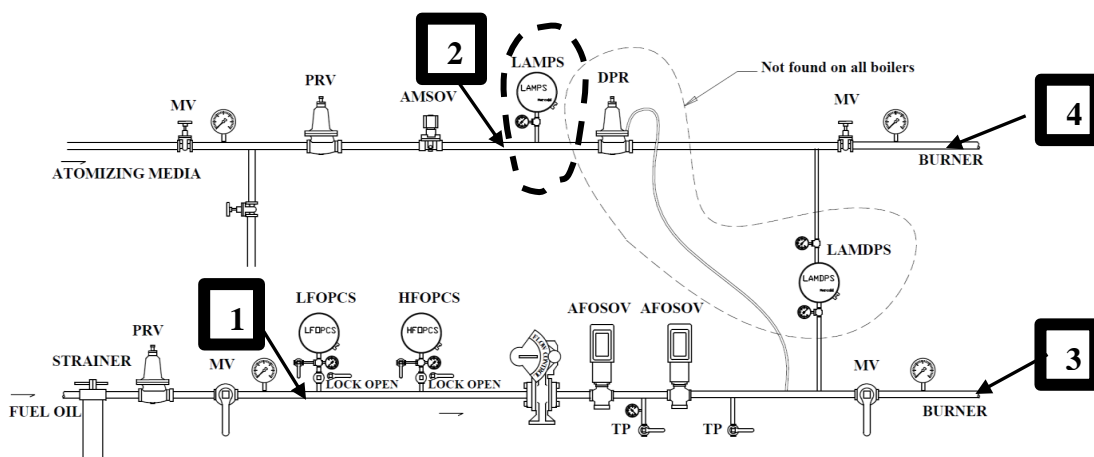 2
LAMPS
LAMPS
PRV
DPR
Not found on all boilers
MV
AMSOV
MV
4
ATOMIZING MEDIA
BURNER
LAMDPS
LAMDPS
1
LFOPCS
HFOPCS
AFOSOV AFOSOV
LFOPCS
HFOPCS
PRV
STRAINER
MV
LOCK OPEN
LOCK OPEN
MV
3
FUEL OIL
BURNER
TP
TP